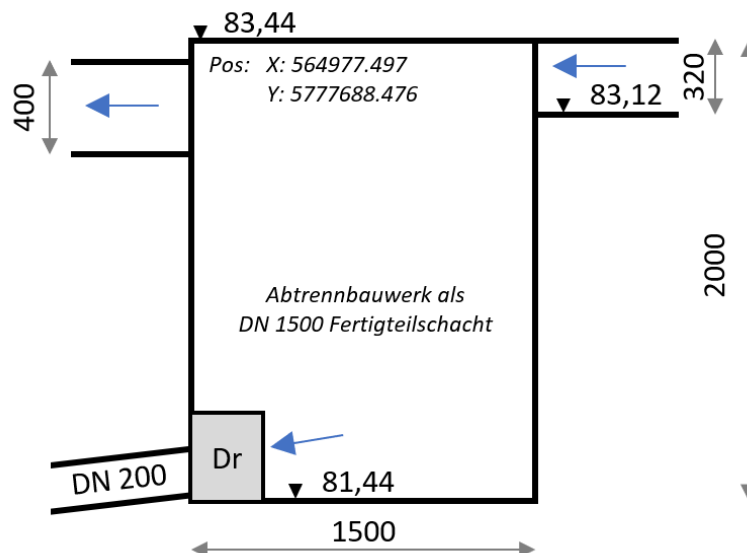 83,44
Pos: X: 564977.497
Y: 5777688.476
400
83,12
320
2000
Abtrennbauwerk als
DN 1500 Fertigteilschacht
Dr
DN 200
81,44
1500